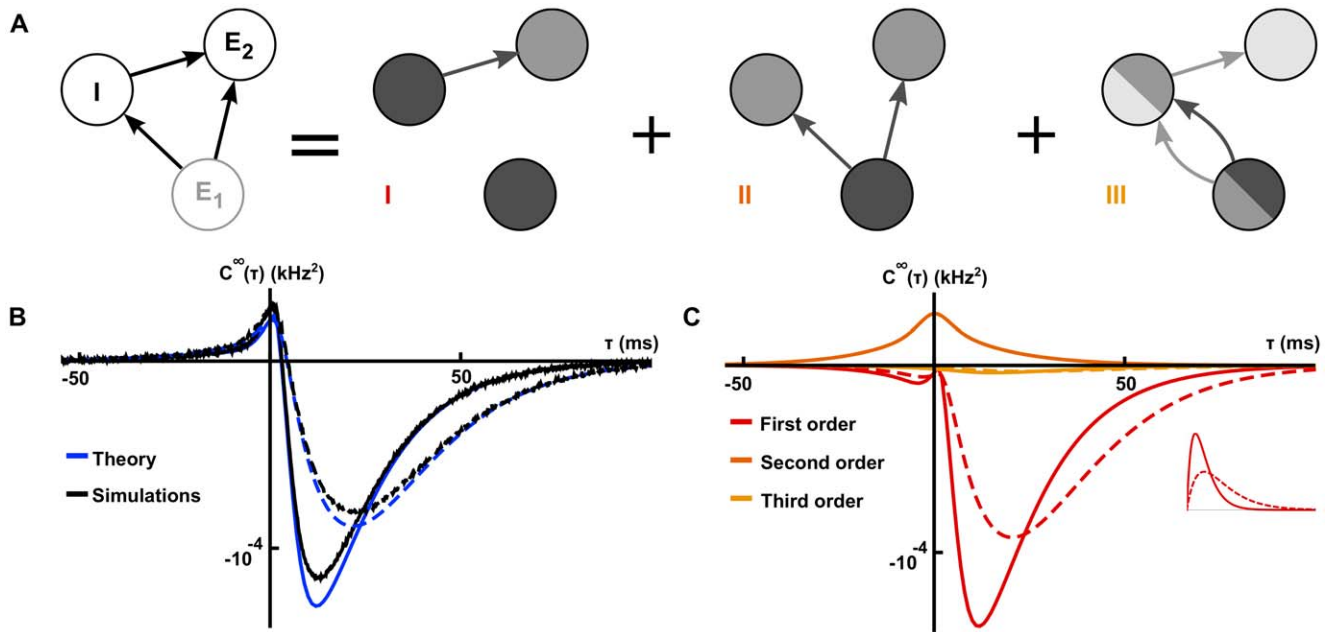 A
I
E₂
E₁
=
I
+
II
+
III
B
C^∞(τ) (kHz²)
τ (ms)
-50
50
-10⁻⁴
Theory
Simulations
C
C^∞(τ) (kHz²)
τ (ms)
-50
50
-10⁻⁴
First order
Second order
Third order